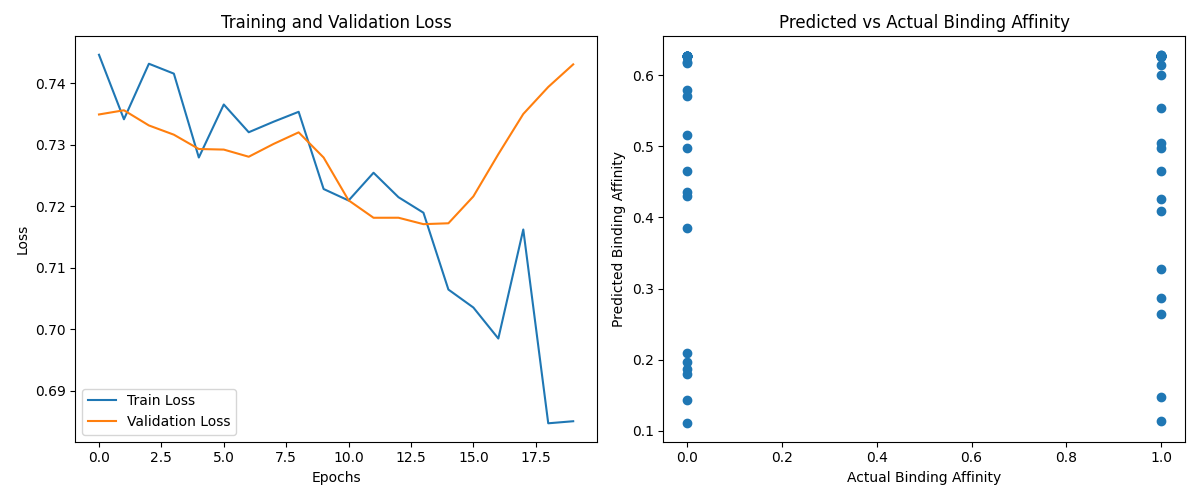 Training and Validation Loss
0.74
0.73
0.72
0.71
0.70
0.69
Loss
Train Loss
Validation Loss
0.0 2.5 5.0 7.5 10.0 12.5 15.0 17.5
Epochs
Predicted vs Actual Binding Affinity
0.6
0.5
0.4
0.3
0.2
0.1
Predicted Binding Affinity
0.0 0.2 0.4 0.6 0.8 1.0
Actual Binding Affinity